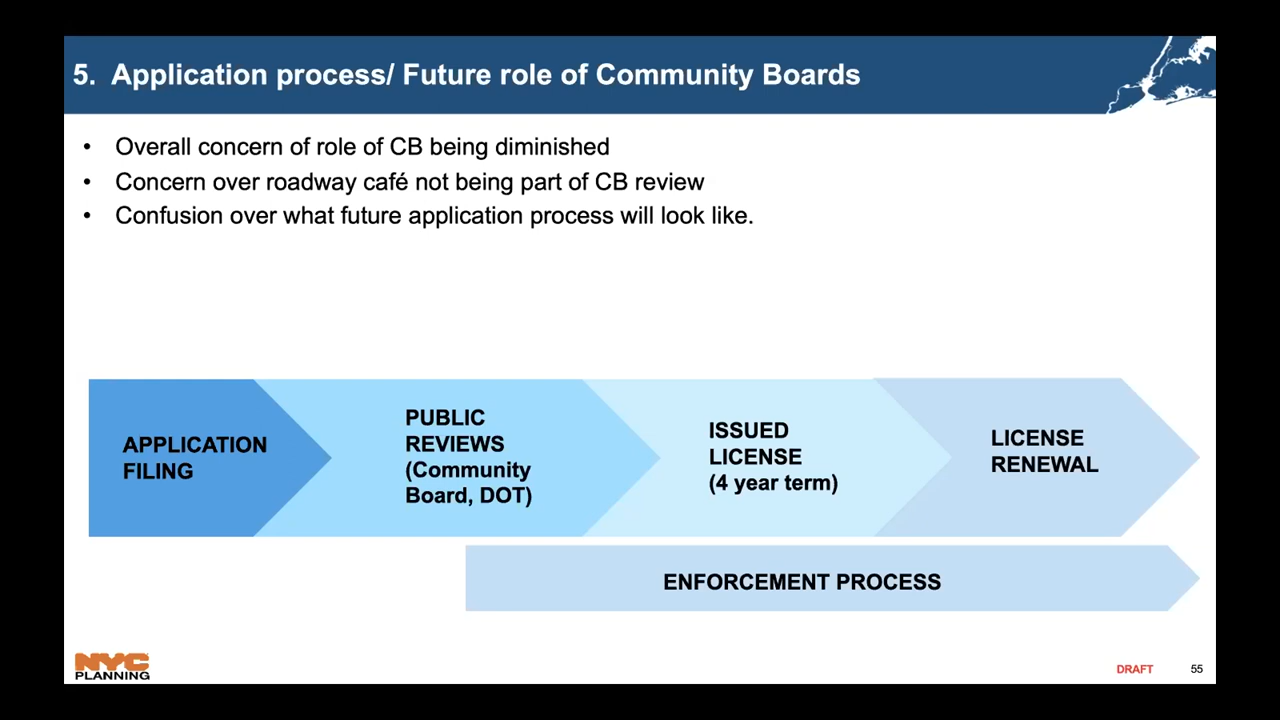 5. Application process/ Future role of Community Boards
• Overall concern of role of CB being diminished
• Concern over roadway café not being part of CB review
• Confusion over what future application process will look like.
APPLICATION
FILING
PUBLIC
REVIEWS
(Community
Board, DOT)
ISSUED
LICENSE
(4 year term)
LICENSE
RENEWAL
ENFORCEMENT PROCESS
NYC
PLANNING
DRAFT
55